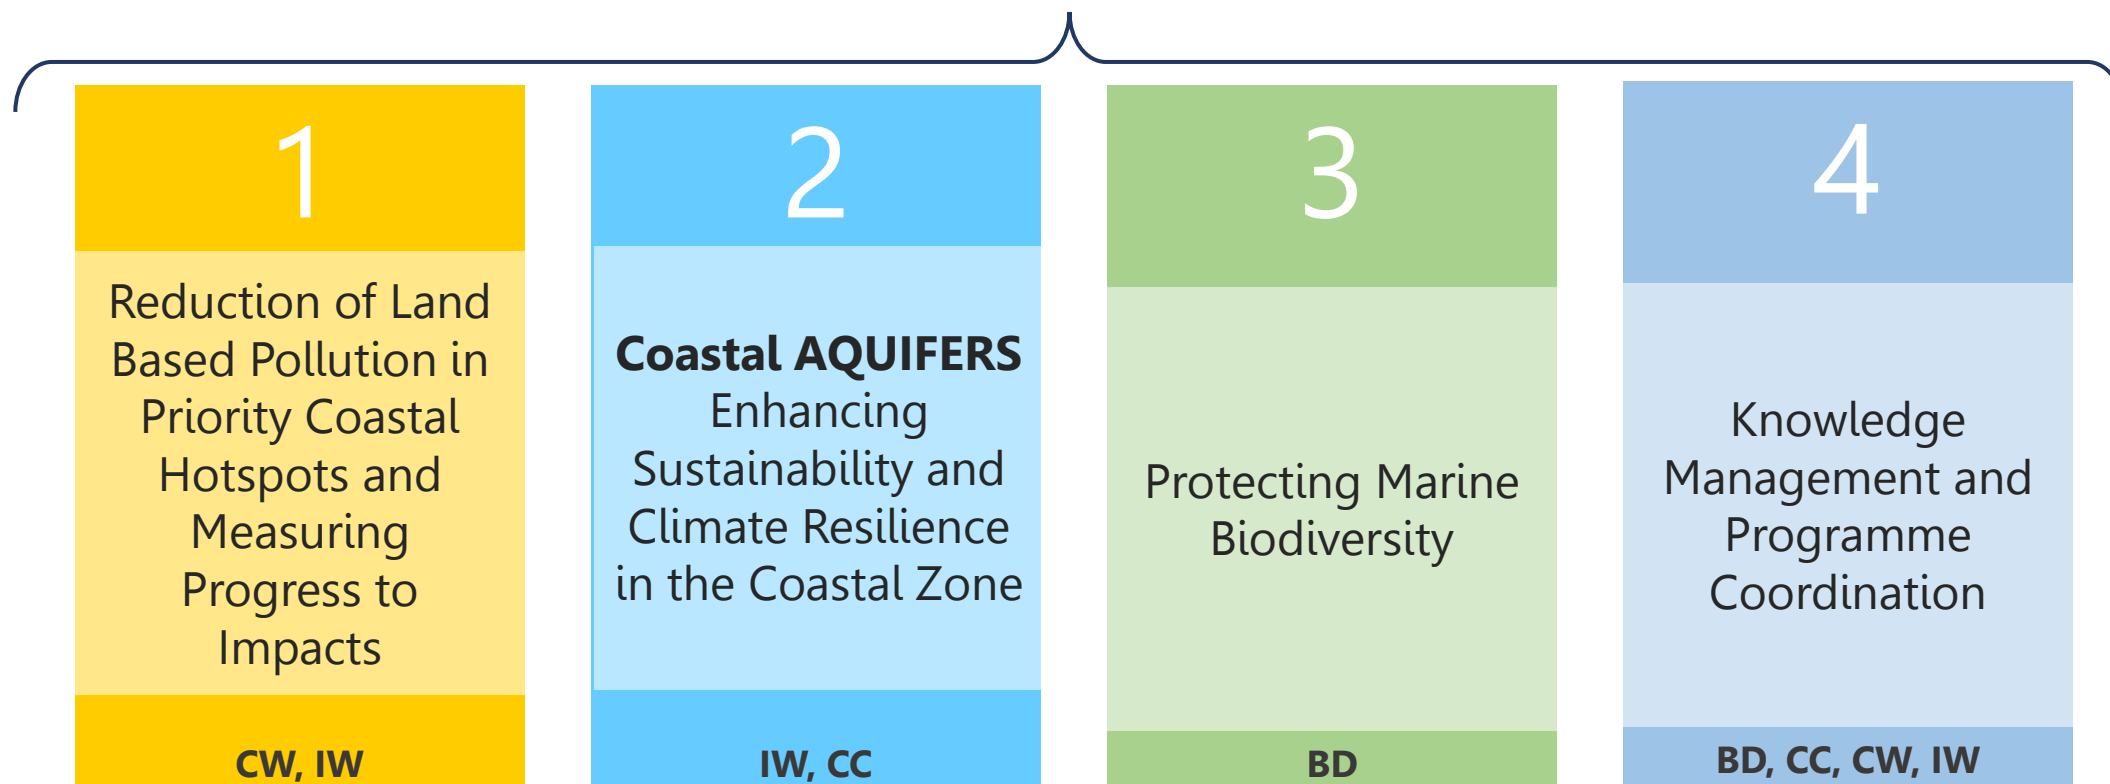 1
Reduction of Land
Based Pollution in
Priority Coastal
Hotspots and
Measuring
Progress to
Impacts
CW, IW
2
Coastal AQUIFERS
Enhancing
Sustainability and
Climate Resilience
in the Coastal Zone
IW, CC
3
Protecting Marine
Biodiversity
BD
4
Knowledge
Management and
Programme
Coordination
BD, CC, CW, IW